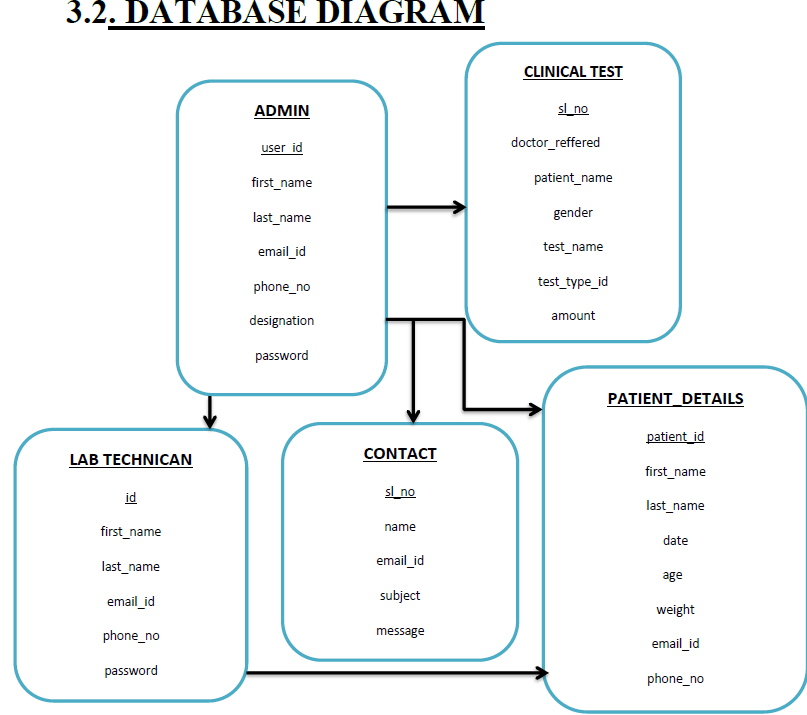 3.2. DATABASE DIAGRAM
ADMIN
user_id
first_name
last_name
email_id
phone_no
designation
password
CLINICAL TEST
sl_no
doctor_reffered
patient_name
gender
test_name
test_type_id
amount
LAB TECHNICAN
id
first_name
last_name
email_id
phone_no
password
CONTACT
sl_no
name
email_id
subject
message
PATIENT_DETAILS
patient_id
first_name
last_name
date
age
weight
email_id
phone_no